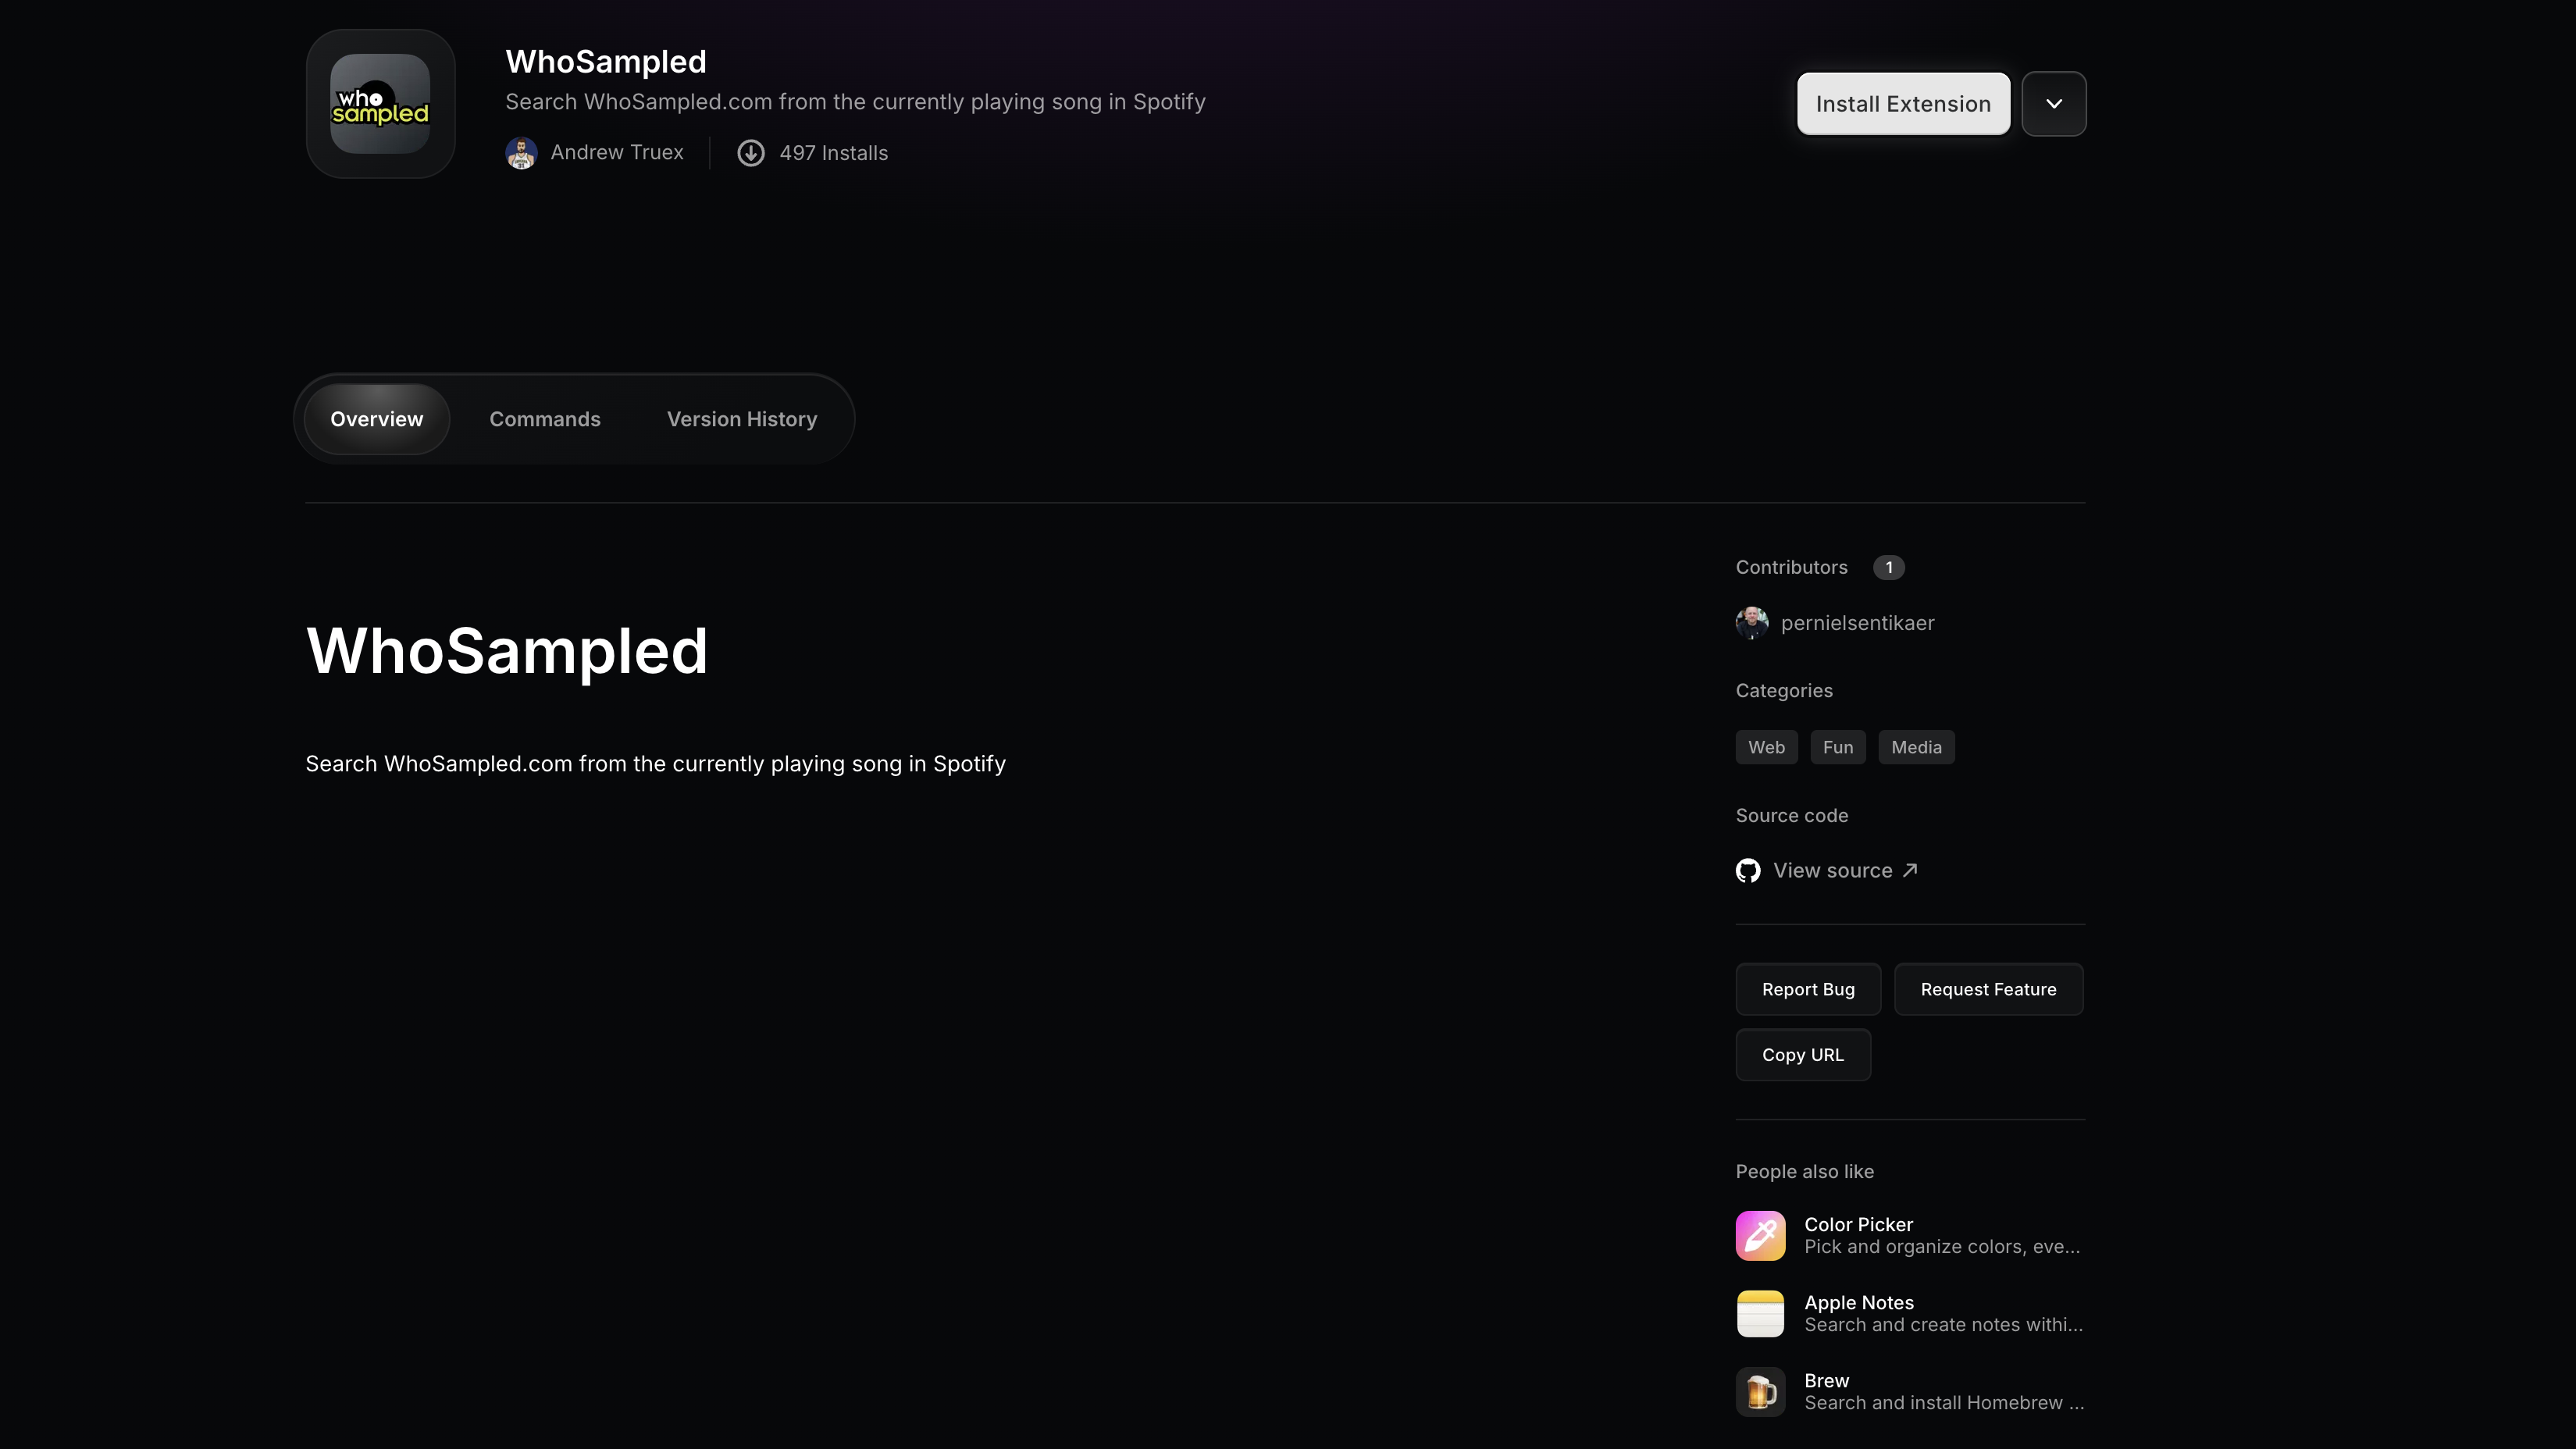 who
sampled
WhoSampled
Search WhoSampled.com from the currently playing song in Spotify
Andrew Truex
497 Installs
Install Extension
Overview
Commands
Version History
WhoSampled
Search WhoSampled.com from the currently playing song in Spotify
Contributors
1
pernielsentikaer
Categories
Web
Fun
Media
Source code
View source
Report Bug
Request Feature
Copy URL
People also like
Color Picker
Pick and organize colors, eve...
Apple Notes
Search and create notes withi...
Brew
Search and install Homebrew ...